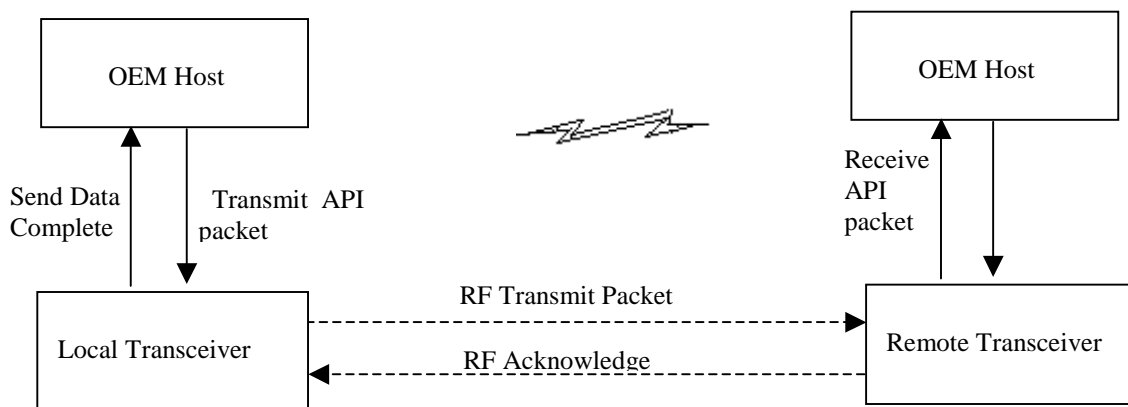 OEM Host
OEM Host
Send Data
Complete
Transmit API
packet
Receive
API
packet
RF Transmit Packet
Local Transceiver
Remote Transceiver
RF Acknowledge